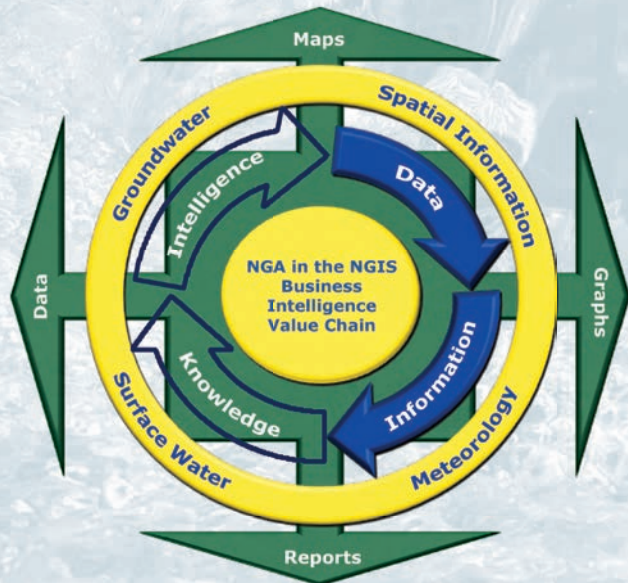 Maps
Groundwater
Spatial Information
Intelligence
Data
NGA in the NGIS
Business
Intelligence
Value Chain
Data
Graphs
Knowledge
Information
Surface Water
Meteorology
Reports